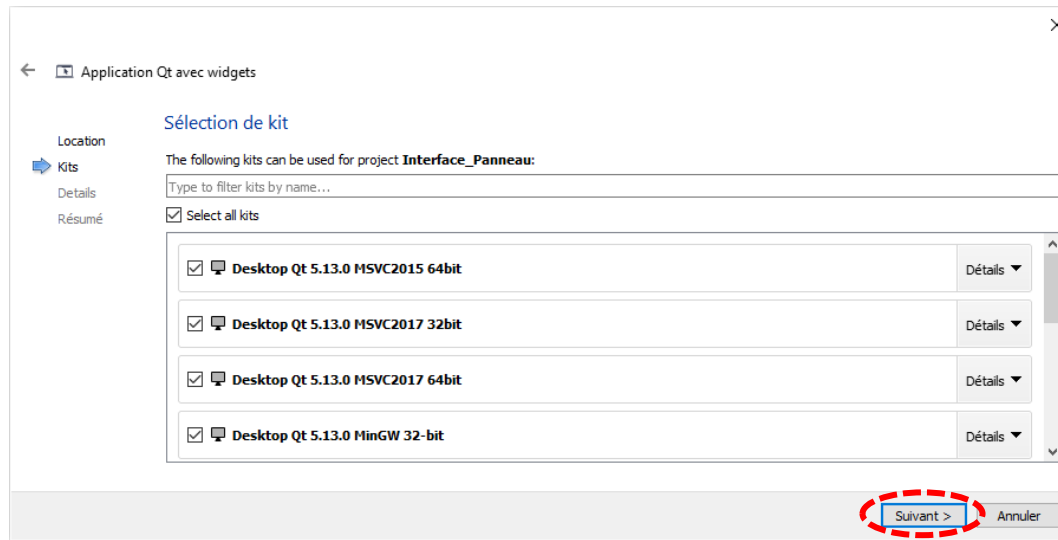 Application Qt avec widgets
Location
Kits
Details
Résumé
Sélection de kit
The following kits can be used for project Interface_Panneau:
Type to filter kits by name...
Select all kits
Desktop Qt 5.13.0 MSVC2015 64bit Détails
Desktop Qt 5.13.0 MSVC2017 32bit Détails
Desktop Qt 5.13.0 MSVC2017 64bit Détails
Desktop Qt 5.13.0 MinGW 32-bit Détails
Suivant > Annuler